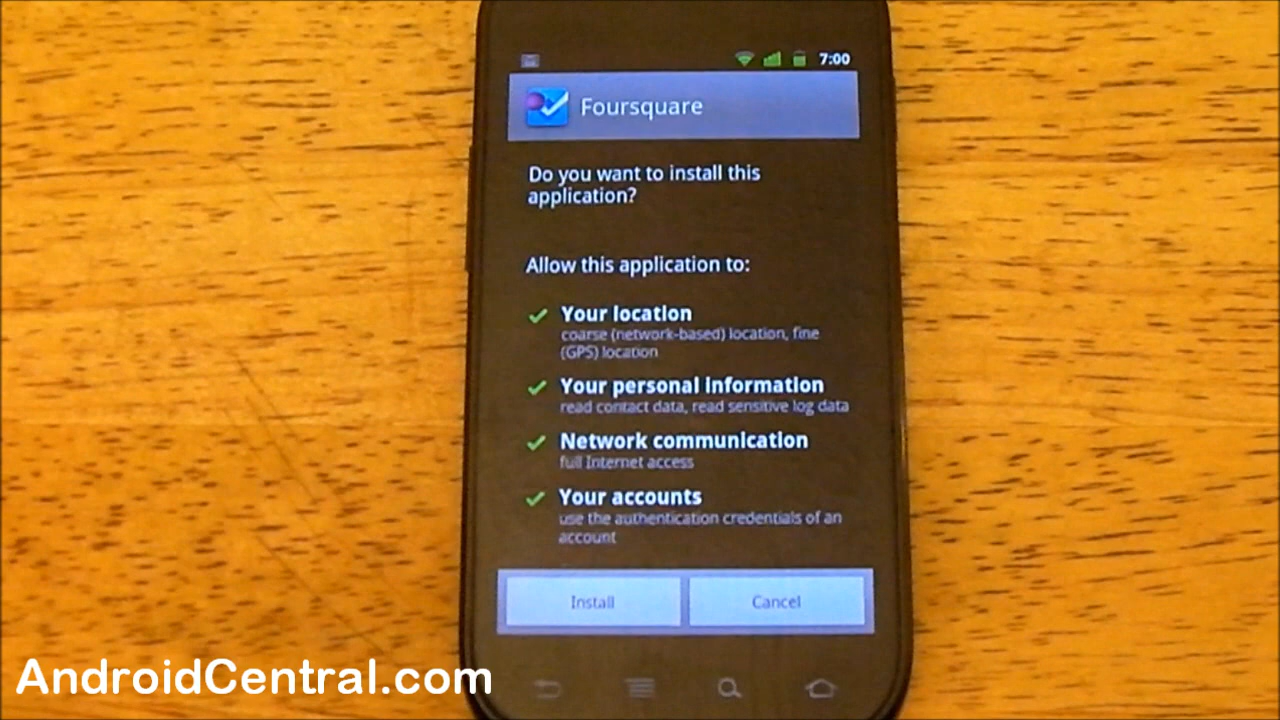 7:00
Foursquare
Do you want to install this
application?
Allow this application to:
Your location
coarse (network-based) location, fine
(GPS) location
Your personal information
read contact data, read sensitive log data
Network communication
full Internet access
Your accounts
use the authentication credentials of an
account
Install Cancel
AndroidCentral.com